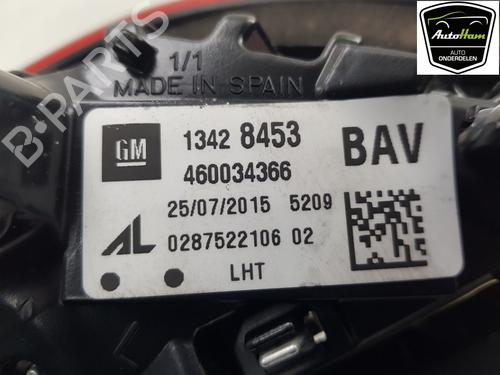 AutoHam
AUTO
ONDERDELEN
1/1
MADE IN SPAIN
GM
1342 8453
BAV
460034366
25/07/2015 5209
AL
0287522106 02
LHT
B-PARTS